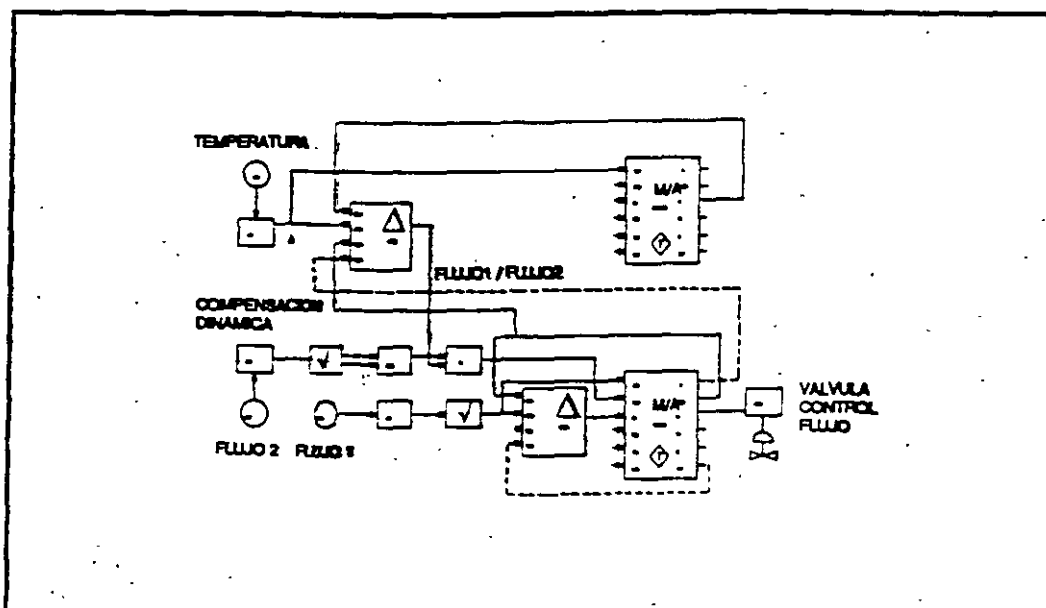 TEMPERATURA
M/A
FLUJO1 / FLUJO2
COMPENSACION
DINAMICA
M/A
VALVULA
CONTROL
FLUJO
FLUJO 2 FLUJO 1